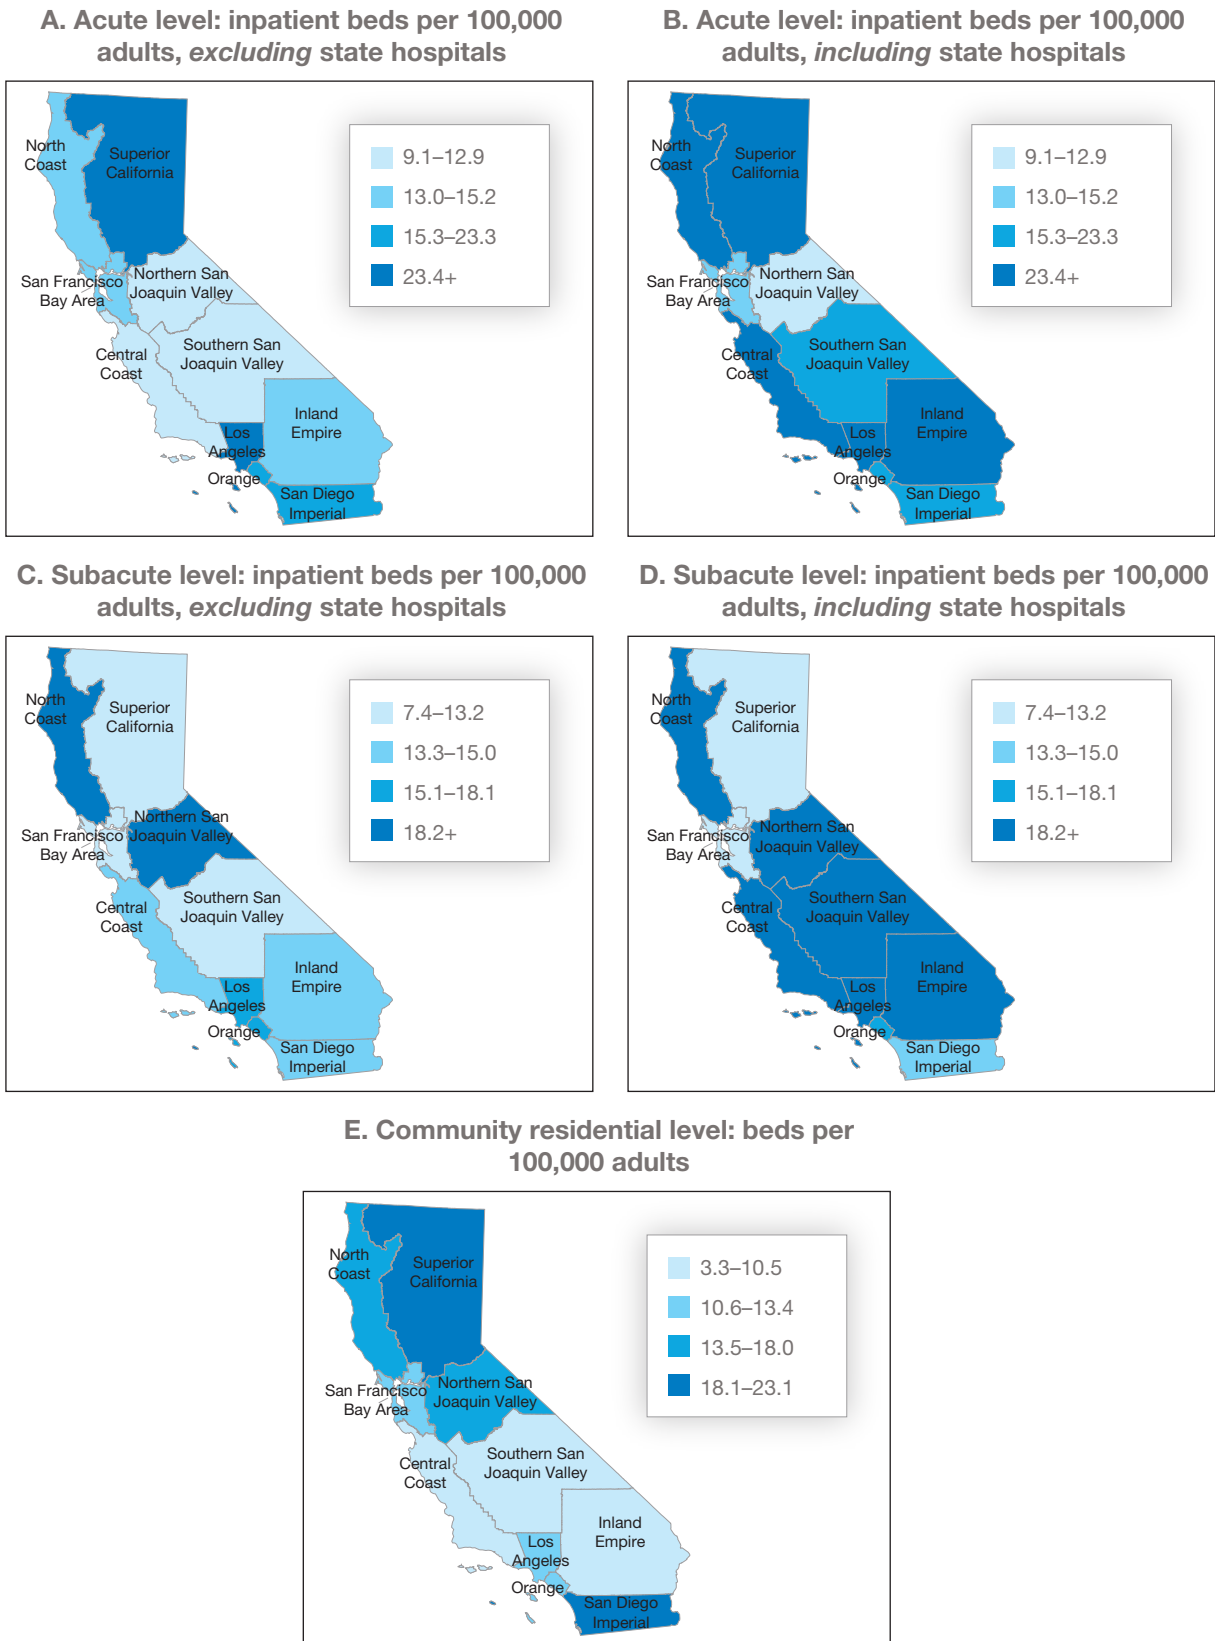 A. Acute level: inpatient beds per 100,000
adults, excluding state hospitals
North
Coast
Superior
California
San Francisco
Bay Area
Northern San
Joaquin Valley
Central
Coast
Southern San
Joaquin Valley
Los
Angeles
Inland
Empire
Orange
San Diego
Imperial
9.1–12.9
13.0–15.2
15.3–23.3
23.4+
B. Acute level: inpatient beds per 100,000
adults, including state hospitals
North
Coast
Superior
California
San Francisco
Bay Area
Northern San
Joaquin Valley
Central
Coast
Southern San
Joaquin Valley
Los
Angeles
Inland
Empire
Orange
San Diego
Imperial
9.1–12.9
13.0–15.2
15.3–23.3
23.4+
C. Subacute level: inpatient beds per 100,000
adults, excluding state hospitals
North
Coast
Superior
California
San Francisco
Bay Area
Northern San
Joaquin Valley
Central
Coast
Southern San
Joaquin Valley
Los
Angeles
Inland
Empire
Orange
San Diego
Imperial
7.4–13.2
13.3–15.0
15.1–18.1
18.2+
D. Subacute level: inpatient beds per 100,000
adults, including state hospitals
North
Coast
Superior
California
San Francisco
Bay Area
Northern San
Joaquin Valley
Central
Coast
Southern San
Joaquin Valley
Los
Angeles
Inland
Empire
Orange
San Diego
Imperial
7.4–13.2
13.3–15.0
15.1–18.1
18.2+
E. Community residential level: beds per
100,000 adults
North
Coast
Superior
California
San Francisco
Bay Area
Northern San
Joaquin Valley
Central
Coast
Southern San
Joaquin Valley
Los
Angeles
Inland
Empire
Orange
San Diego
Imperial
3.3–10.5
10.6–13.4
13.5–18.0
18.1–23.1